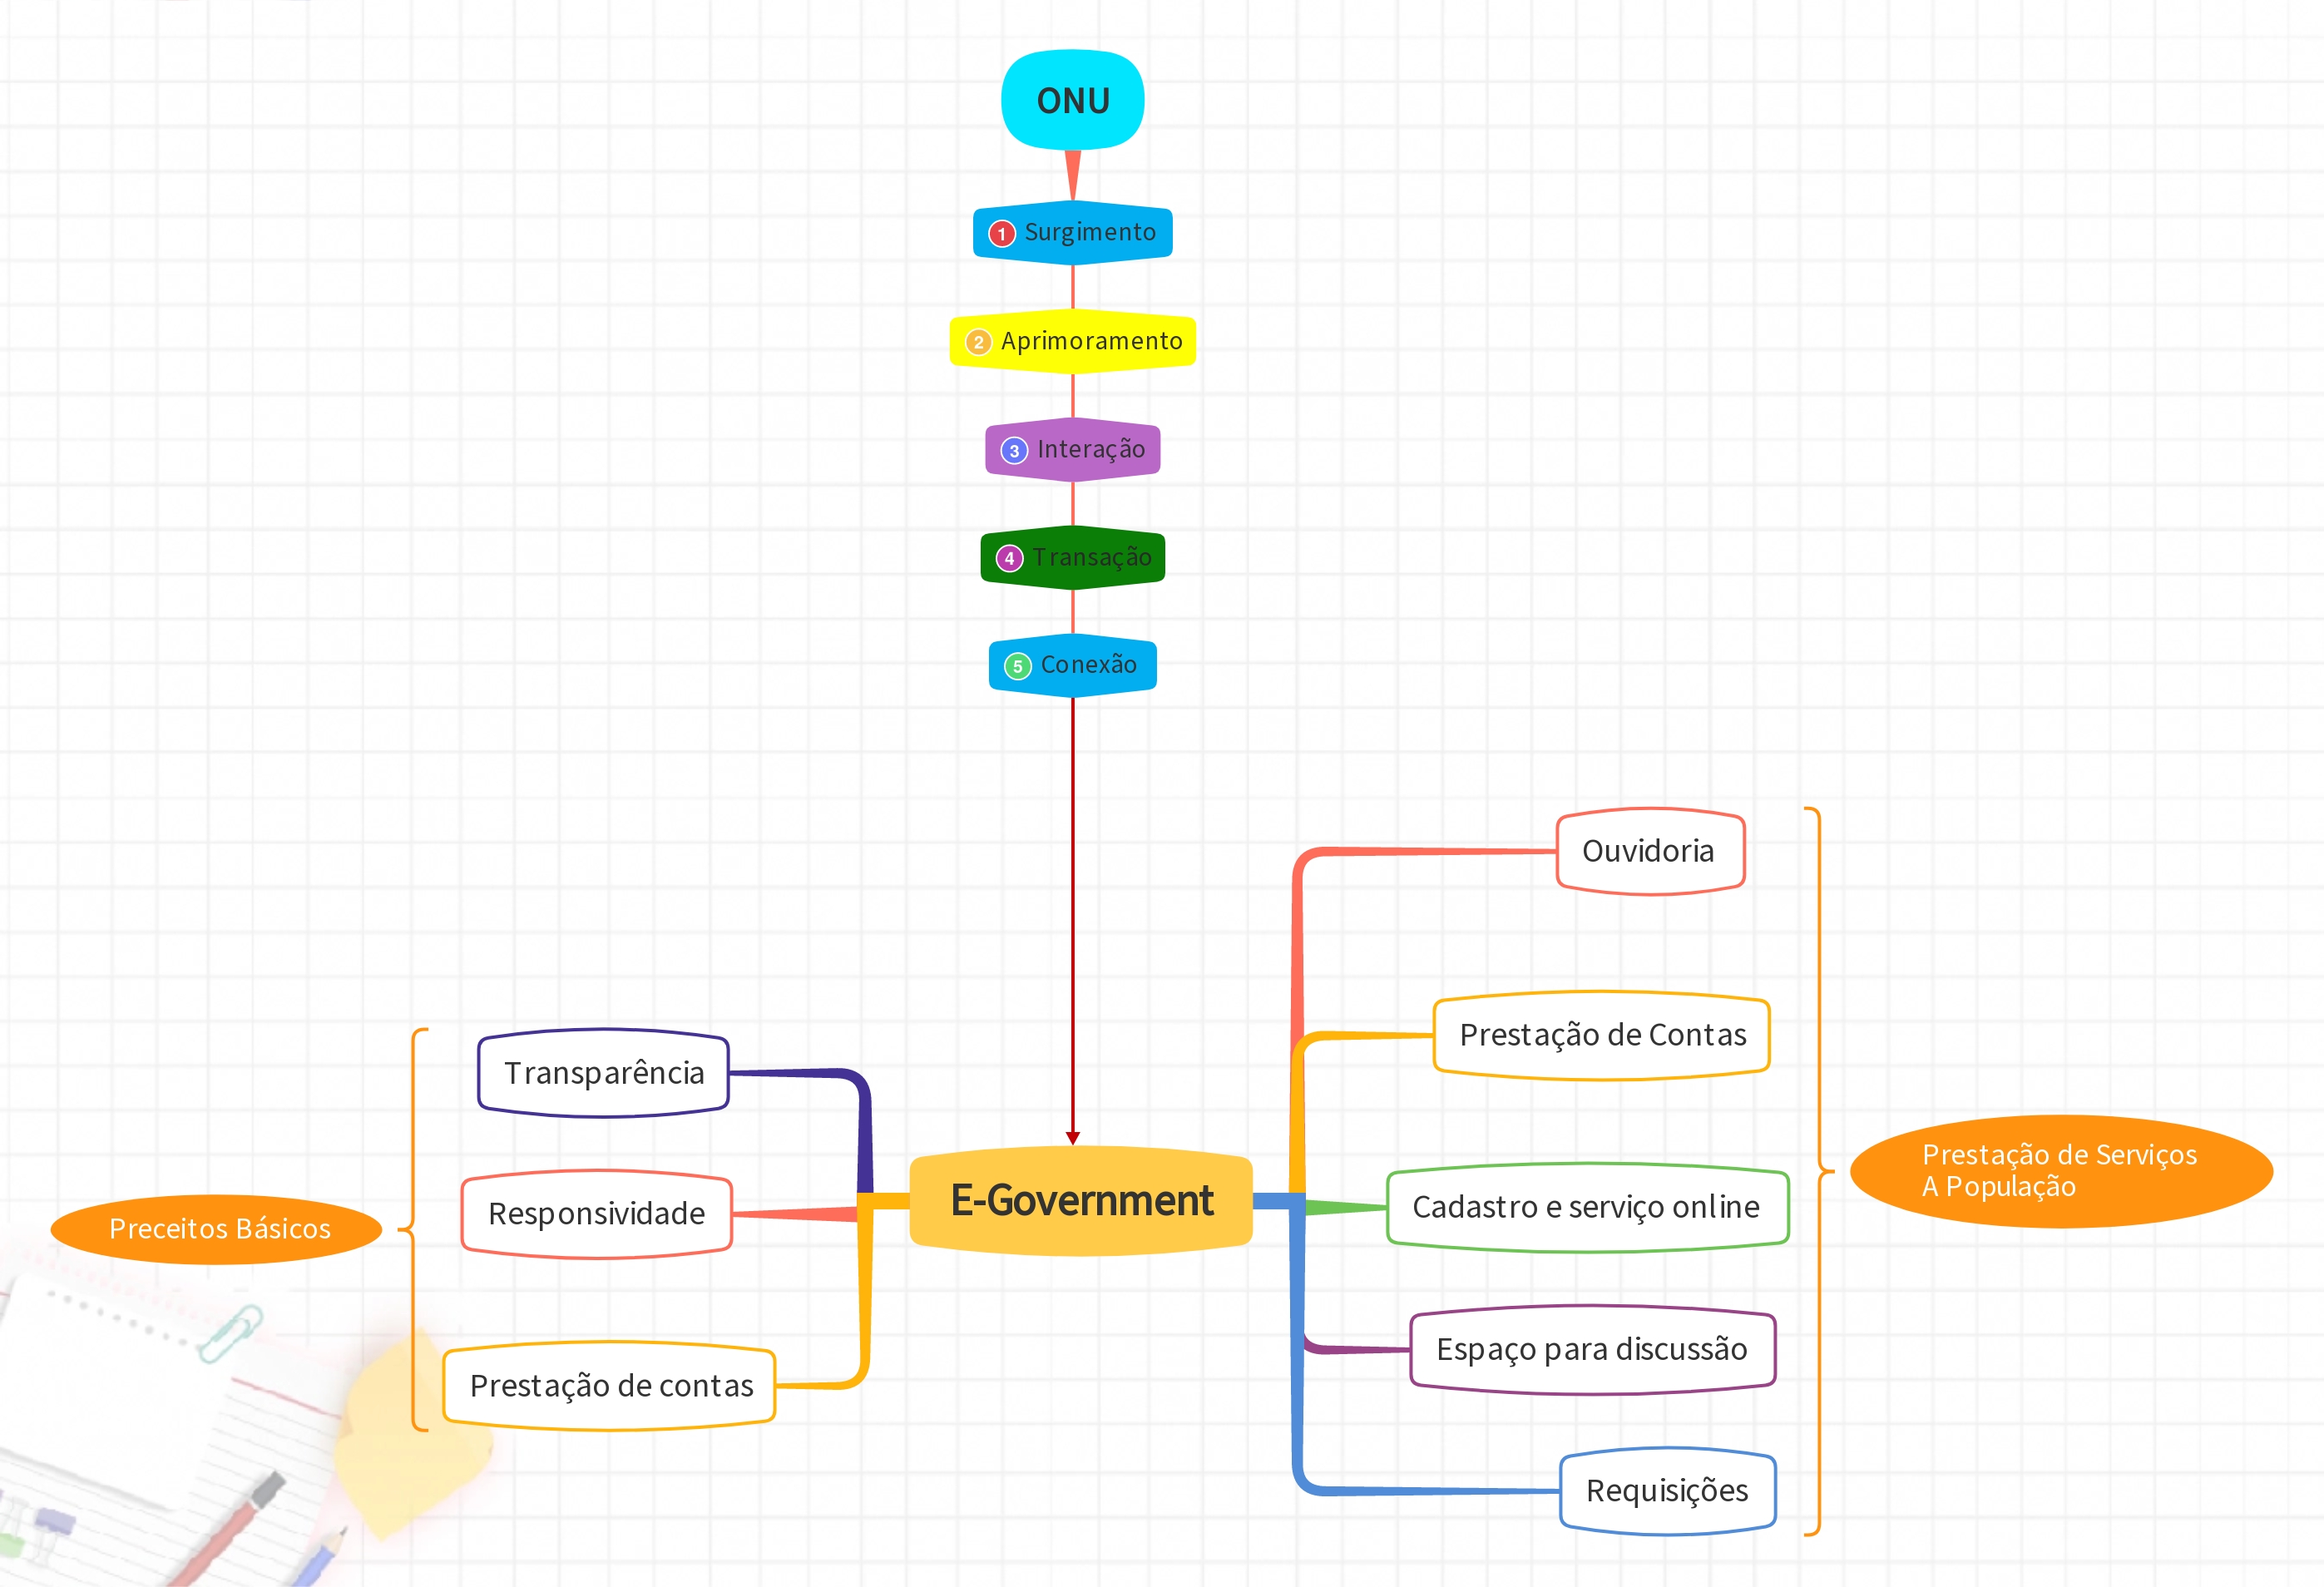 ONU
1 Surgimento
2 Aprimoramento
3 Interação
4 Transação
5 Conexão
Ouvidoria
Prestação de Contas
Transparência
Responsividade
Prestação de contas
Preceitos Básicos
E-Government
Cadastro e serviço online
Espaço para discussão
Requisições
Prestação de Serviços
A População